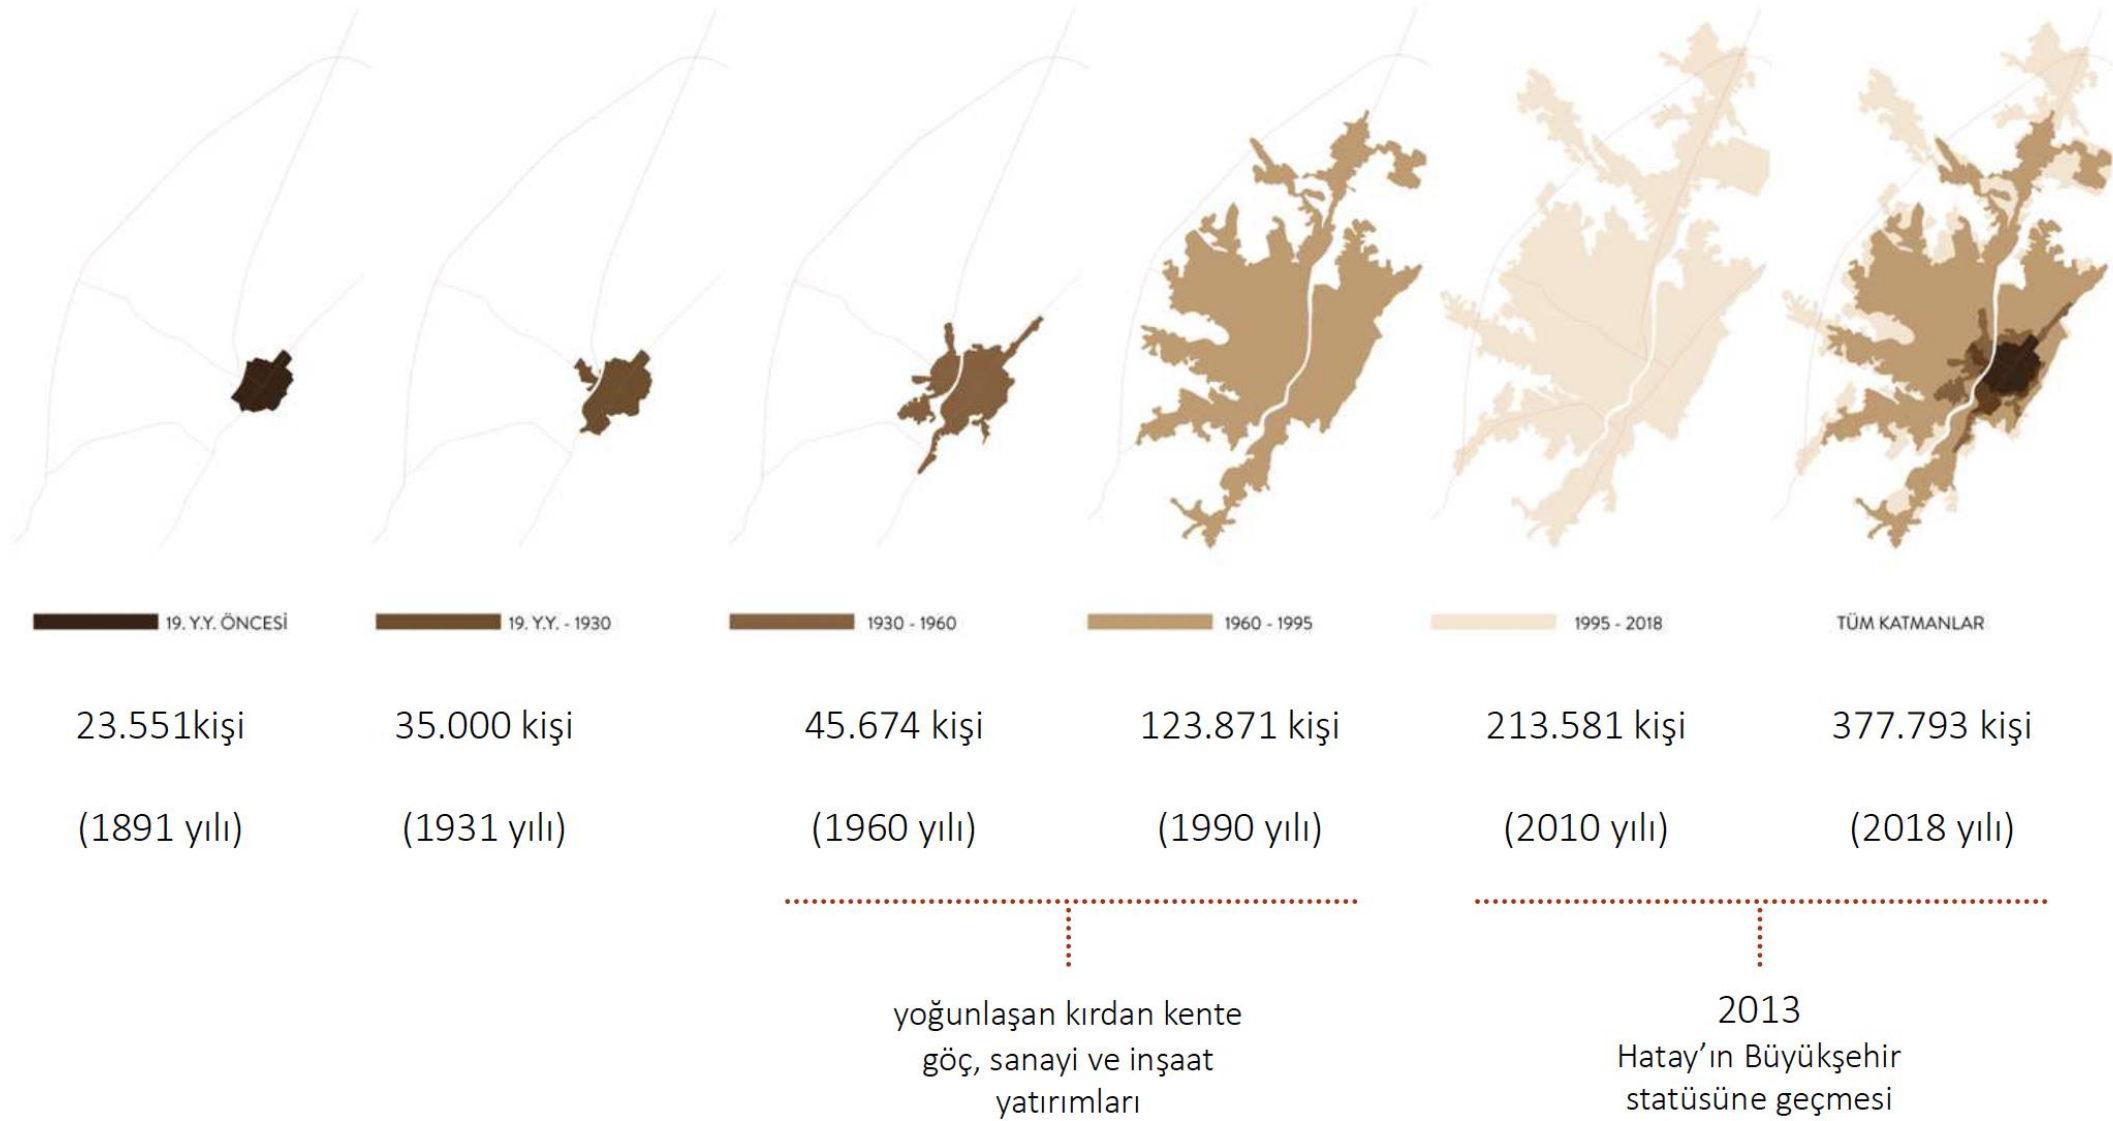 19. Y.Y. ÖNCESİ
19. Y.Y. - 1930
1930 - 1960
1960 - 1995
1995 - 2018
TÜM KATMANLAR
23.551kişi
35.000 kişi
45.674 kişi
123.871 kişi
213.581 kişi
377.793 kişi
(1891 yılı)
(1931 yılı)
(1960 yılı)
(1990 yılı)
(2010 yılı)
(2018 yılı)
yoğunlaşan kırdan kente
göç, sanayi ve inşaat
yatırımları
2013
Hatay’ın Büyükşehir
statüsüne geçmesi